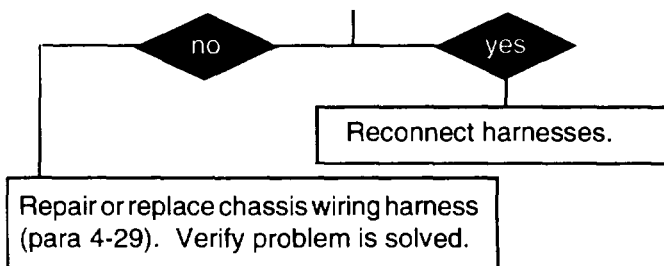 no
yes
Reconnect harnesses.
Repair or replace chassis wiring harness
(para 4-29). Verify problem is solved.